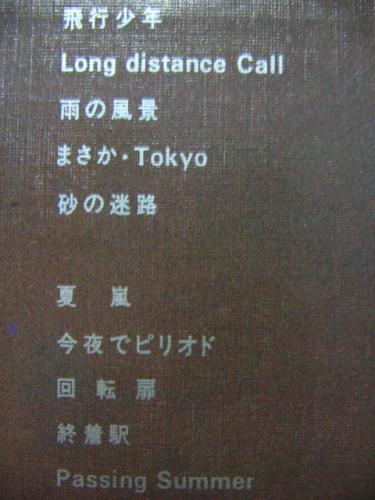 飛行少年
Long distance Call
雨の風景
まさか・Tokyo
砂の迷路
夏 嵐
今夜でピリオド
回転扉
終着駅
Passing Summer